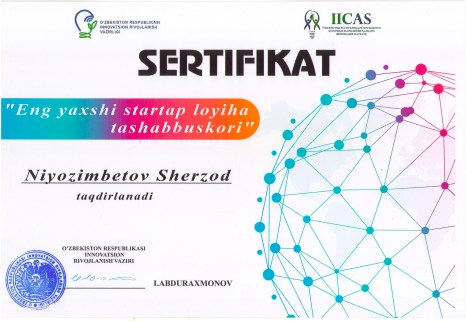 O'ZBEKISTON RESPUBLIKASI
INNOVATSION RIVOJLANISH
VAZIRLIGI
IICAS
SERTIFIKAT
"Eng yaxshi startap loyiha
tashabbuskori"
Niyozimbetov Sherzod
taqdirlanadi
O'ZBEKISTON RESPUBLIKASI
INNOVATSION
RIVOJLANISH VAZIRI
I.ABDURAXMONOV